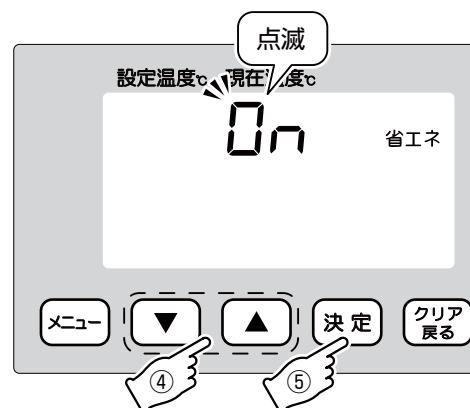 点滅
設定温度℃ 現在温度℃
On
省エネ
メニュー ▼ ▲ 決定 クリア
戻る
④ ⑤